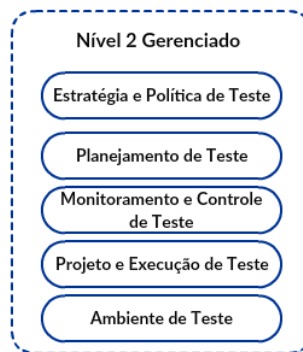 Nível 2 Gerenciado
Estratégia e Política de Teste
Planejamento de Teste
Monitoramento e Controle
de Teste
Projeto e Execução de Teste
Ambiente de Teste